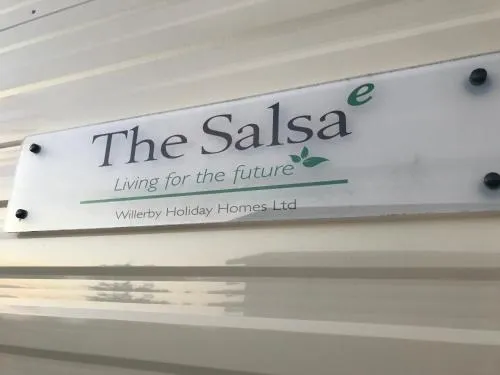 The Salsa e
Living for the future
Willerby Holiday Homes Ltd